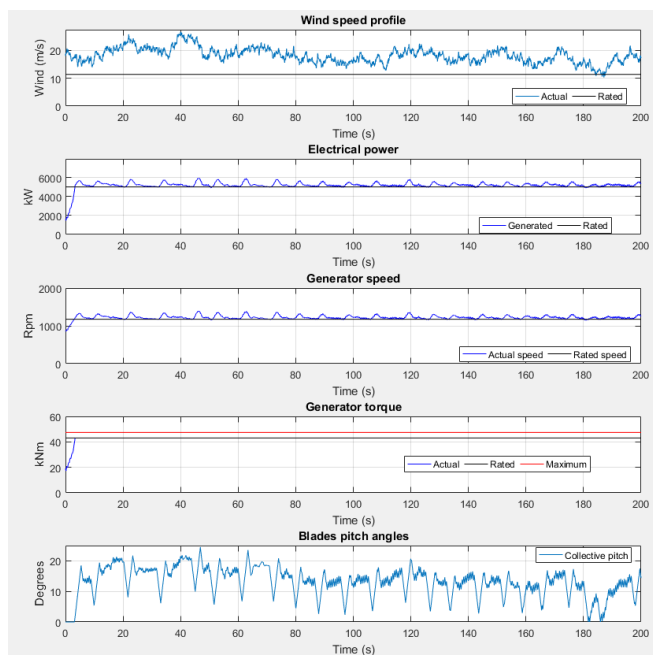 Wind speed profile
Wind (m/s)
20
10
0
0 20 40 60 80 100 120 140 160 180 200
Actual Rated
Time (s)
Electrical power
kW
6000
4000
2000
0
0 20 40 60 80 100 120 140 160 180 200
Generated Rated
Time (s)
Generator speed
Rpm
2000
1000
0
0 20 40 60 80 100 120 140 160 180 200
Actual speed Rated speed
Time (s)
Generator torque
kNm
60
40
20
0
0 20 40 60 80 100 120 140 160 180 200
Actual Rated Maximum
Time (s)
Blades pitch angles
Degrees
20
10
0
0 20 40 60 80 100 120 140 160 180 200
Collective pitch
Time (s)